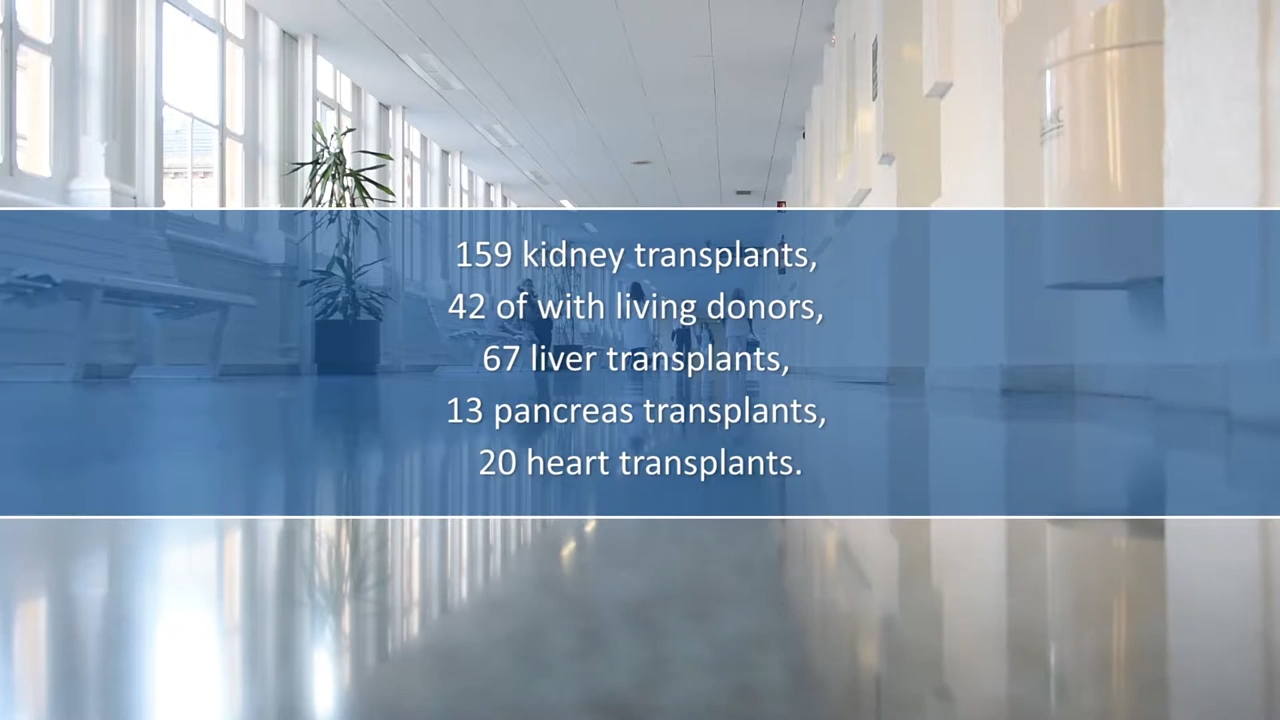 159 kidney transplants,
42 of with living donors,
67 liver transplants,
13 pancreas transplants,
20 heart transplants.